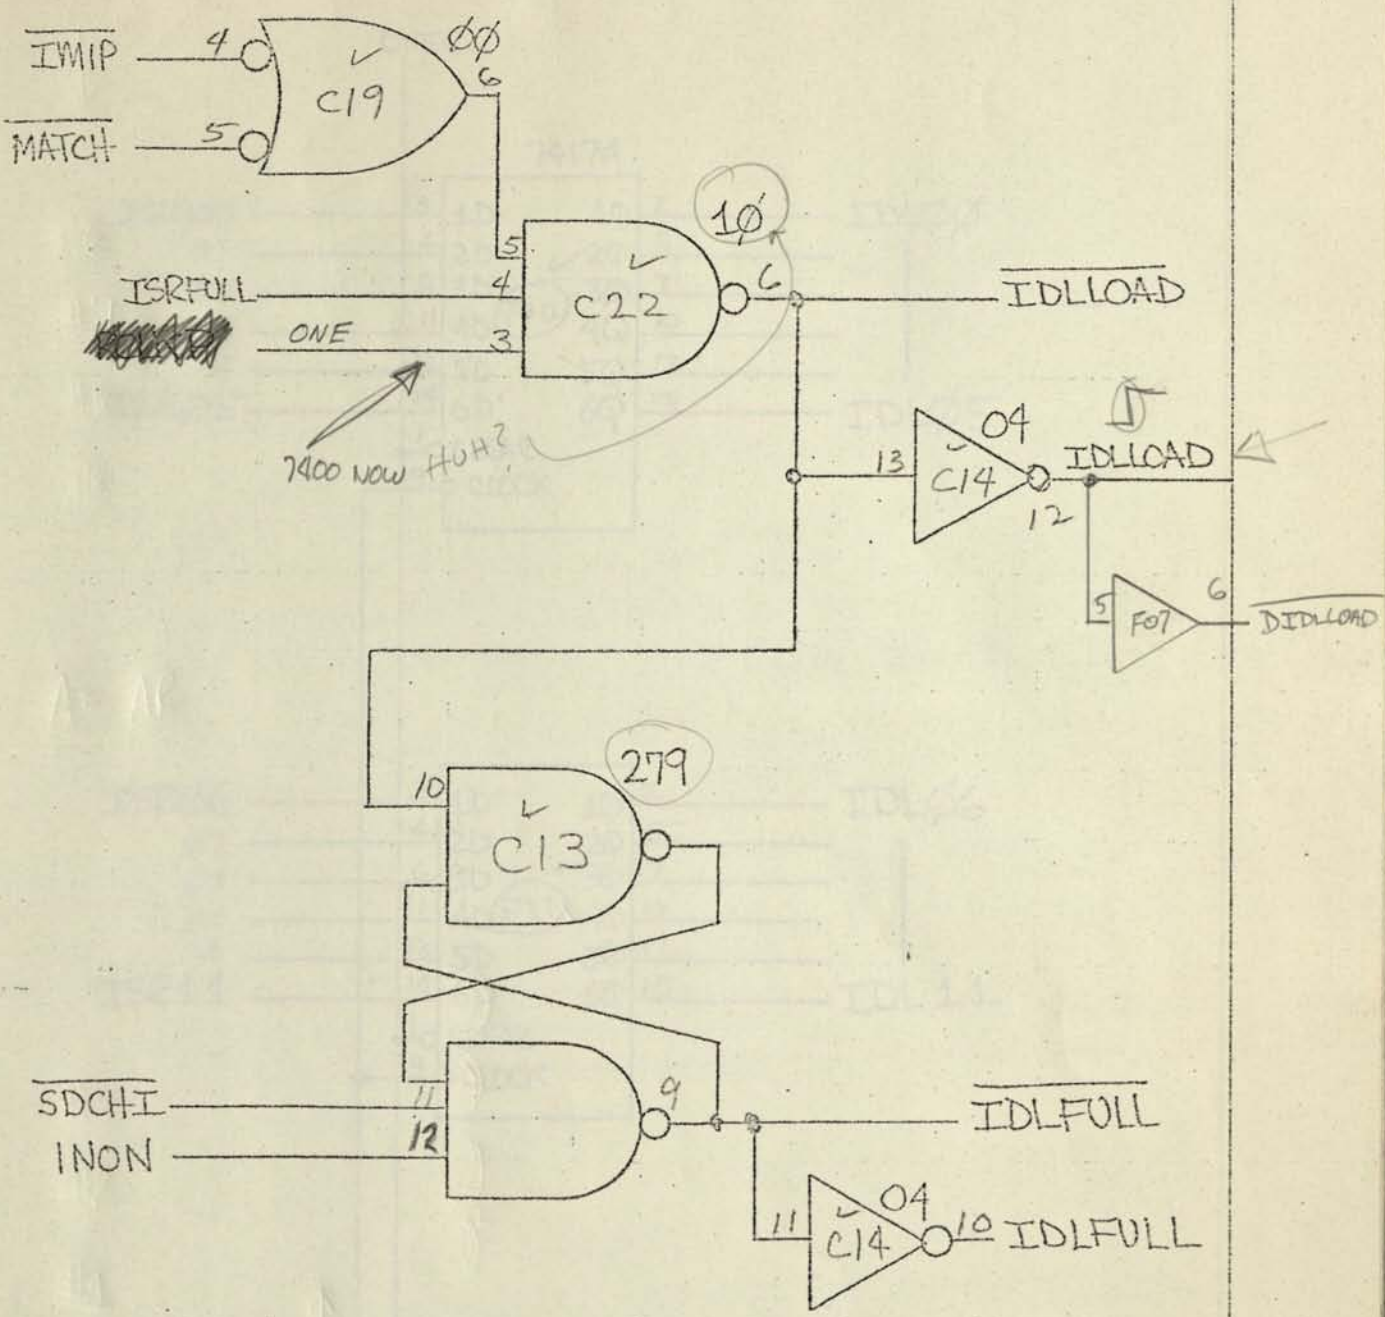 IMIP 4 ØØ
C19 6
MATCH 5
1Ø
5
ISRFULL 4 C22 6 IDLLOAD
ONE 3
7400 NOW HUH?
04
13 C14 IDLLOAD
12
5 F07 6 DIDLLOAD
279
10
C13
SDCHI 11 9 IDLFULL
INON 12
04
11 C14 10 IDLFULL